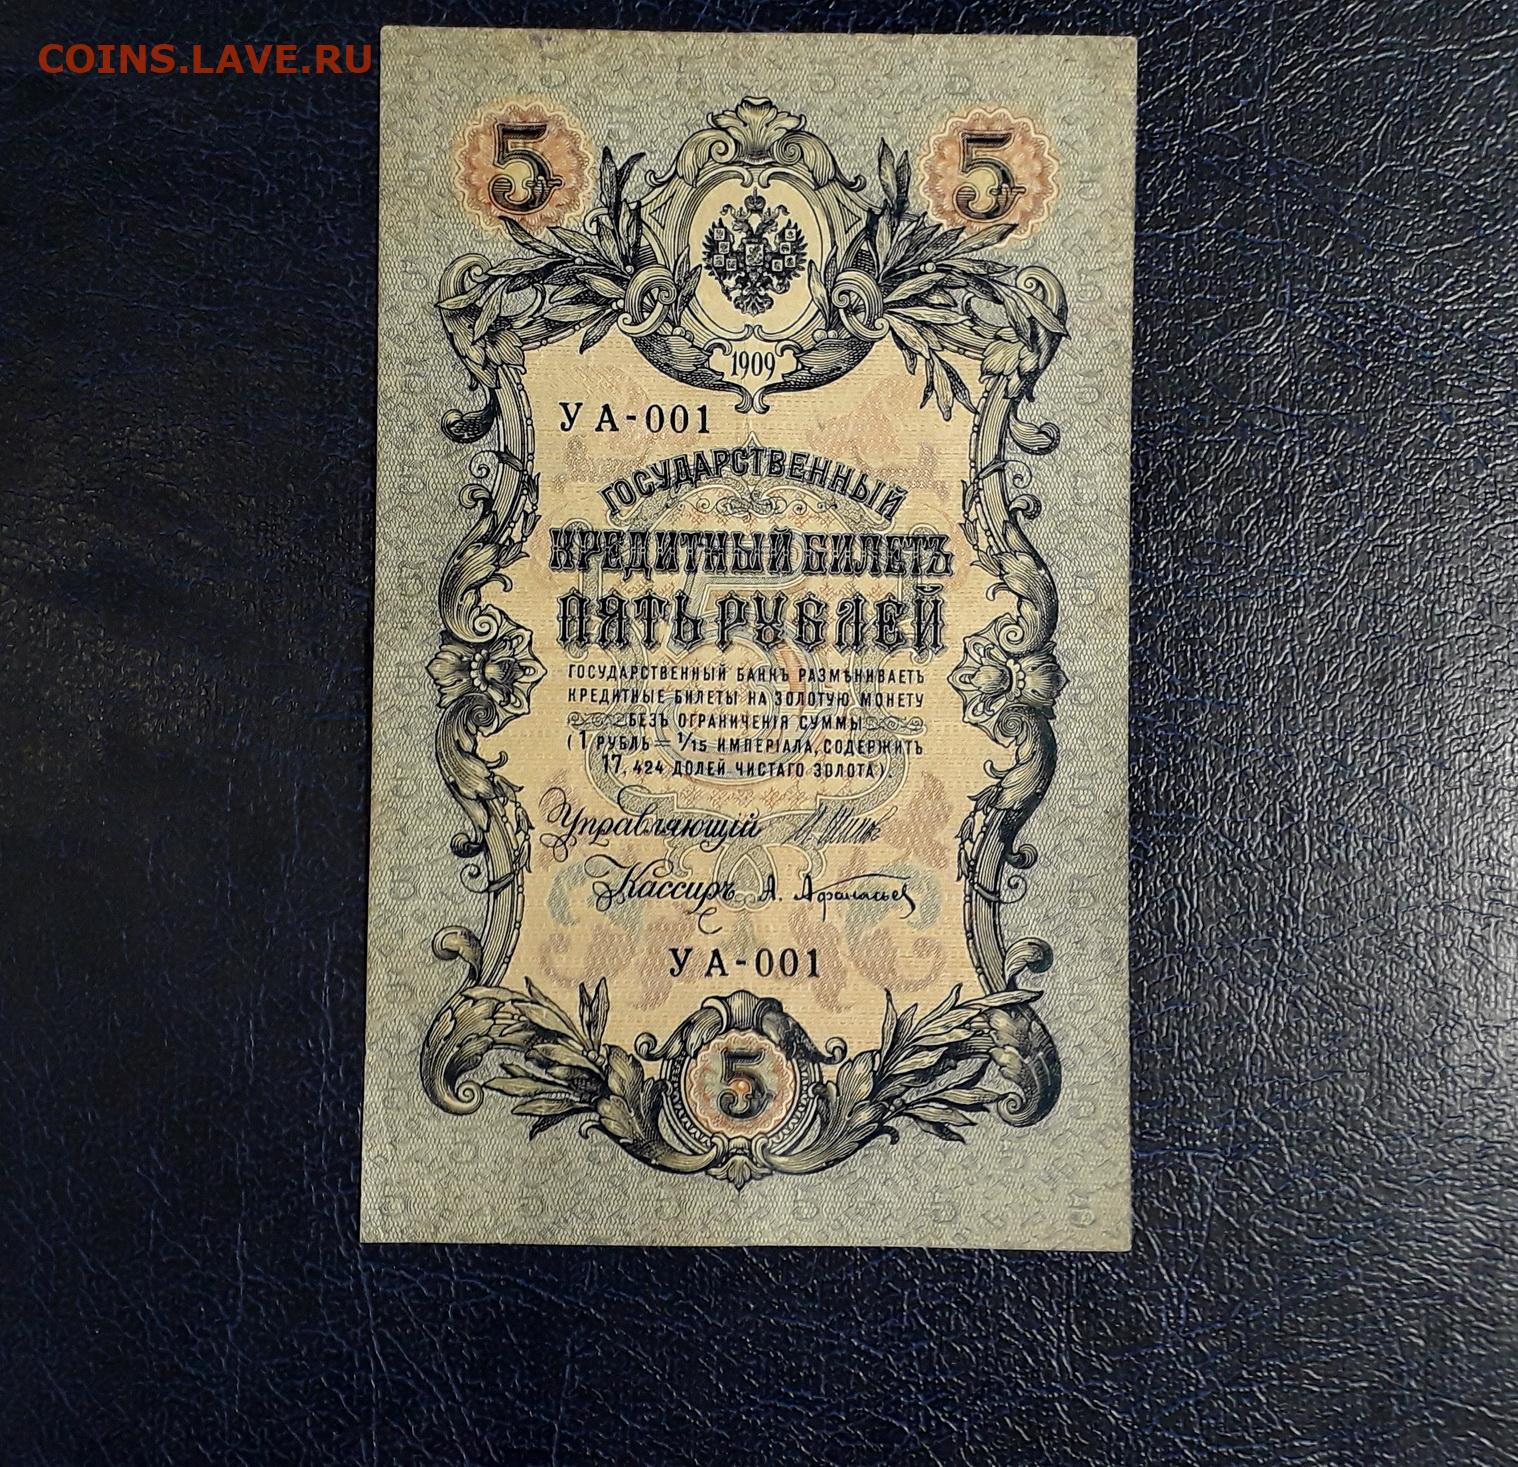 COINS.LAVE.RU
5 5
1909
УА-001
ГОСУДАРСТВЕННЫЙ
КРЕДИТНЫЙ БИЛЕТЪ
ПЯТЬ РУБЛЕЙ
ГОСУДАРСТВЕННЫЙ БАНКЪ РАЗМѢНИВАЕТЪ
КРЕДИТНЫЕ БИЛЕТЫ НА ЗОЛОТУЮ МОНЕТУ
БЕЗЪ ОГРАНИЧЕНІЯ СУММЫ
(1 РУБЛЬ = 1/15 ИМПЕРІАЛА, СОДЕРЖИТЪ
17,424 ДОЛЕЙ ЧИСТАГО ЗОЛОТА).
Управляющій
Кассиръ А. Афанасьев
УА-001
5